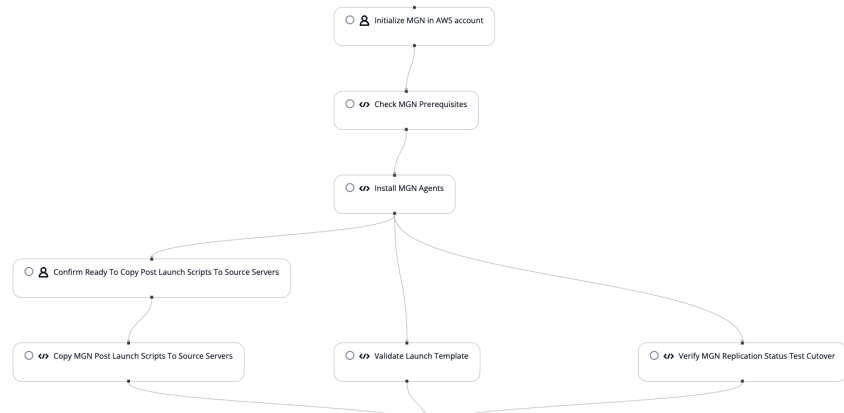 Initialize MGN in AWS account
Check MGN Prerequisites
Install MGN Agents
Confirm Ready To Copy Post Launch Scripts To Source Servers
Copy MGN Post Launch Scripts To Source Servers
Validate Launch Template
Verify MGN Replication Status Test Cutover